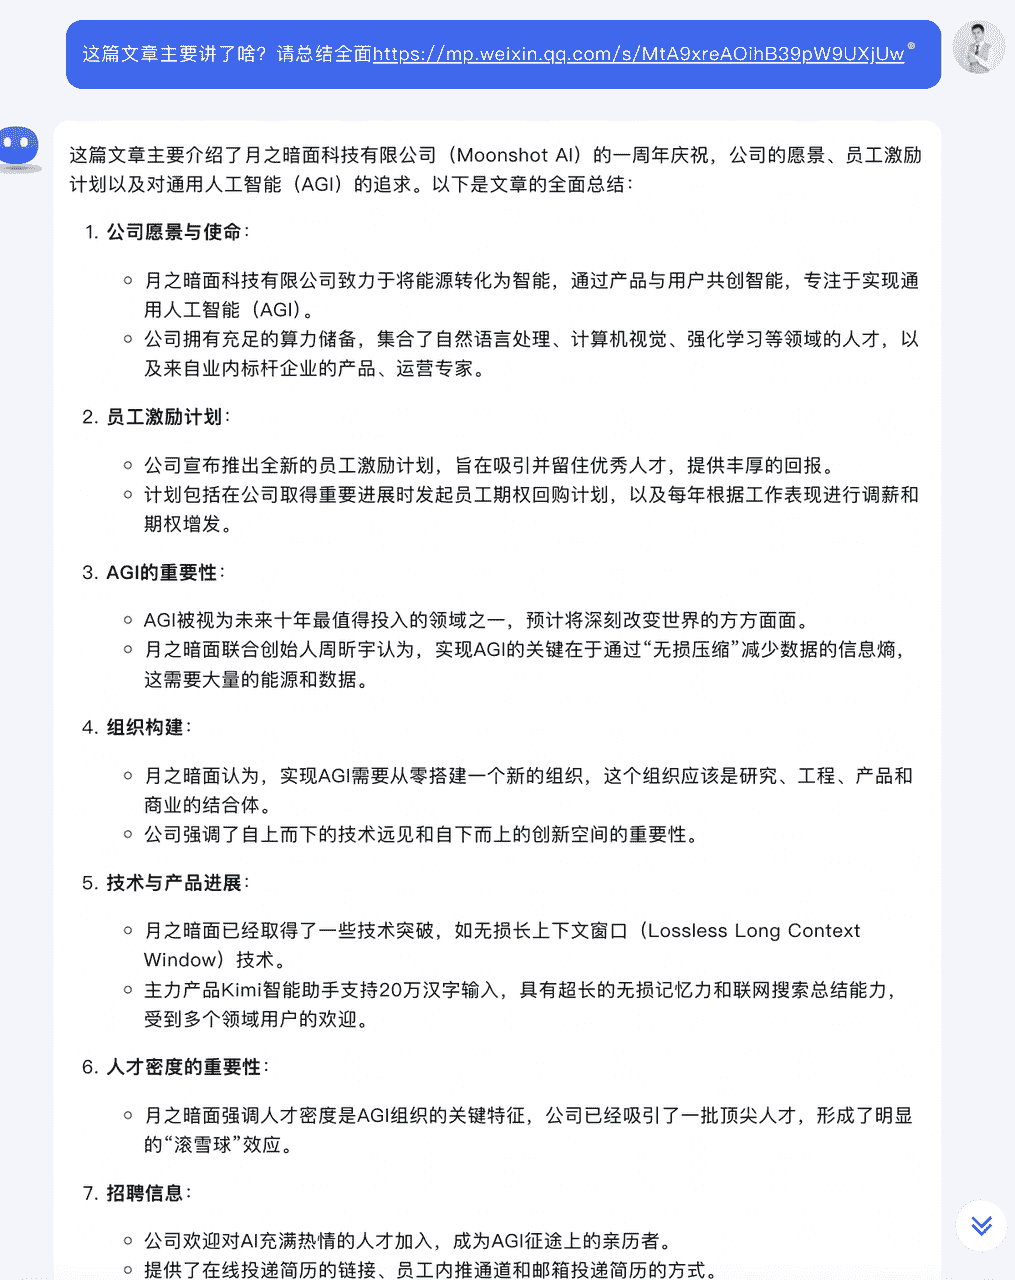 这篇文章主要讲了啥？请总结全面https://mp.weixin.qq.com/s/MtA9xreAOihB39pW9UXjUw
这篇文章主要介绍了月之暗面科技有限公司（Moonshot AI）的一周年庆祝，公司的愿景、员工激励
计划以及对通用人工智能（AGI）的追求。以下是文章的全面总结：
1. 公司愿景与使命：
月之暗面科技有限公司致力于将能源转化为智能，通过产品与用户共创智能，专注于实现通
用人工智能（AGI）。
公司拥有充足的算力储备，集合了自然语言处理、计算机视觉、强化学习等领域的人才，以
及来自业内标杆企业的产品、运营专家。
2. 员工激励计划：
公司宣布推出全新的员工激励计划，旨在吸引并留住优秀人才，提供丰厚的回报。
计划包括在公司取得重要进展时发起员工期权回购计划，以及每年根据工作表现进行调薪和
期权增发。
3. AGI的重要性：
AGI被视为未来十年最值得投入的领域之一，预计将深刻改变世界的方方面面。
月之暗面联合创始人周昕宇认为，实现AGI的关键在于通过“无损压缩”减少数据的信息熵，
这需要大量的能源和数据。
4. 组织构建：
月之暗面认为，实现AGI需要从零搭建一个新的组织，这个组织应该是研究、工程、产品和
商业的结合体。
公司强调了自上而下的技术远见和自下而上的创新空间的重要性。
5. 技术与产品进展：
月之暗面已经取得了一些技术突破，如无损长上下文窗口（Lossless Long Context
Window）技术。
主力产品Kimi智能助手支持20万汉字输入，具有超长的无损记忆力和联网搜索总结能力，
受到多个领域用户的欢迎。
6. 人才密度的重要性：
月之暗面强调人才密度是AGI组织的关键特征，公司已经吸引了一批顶尖人才，形成了明显
的“滚雪球”效应。
7. 招聘信息：
公司欢迎对AI充满热情的人才加入，成为AGI征途上的亲历者。
提供了在线投递简历的链接、员工内推通道和邮箱投递简历的方式。